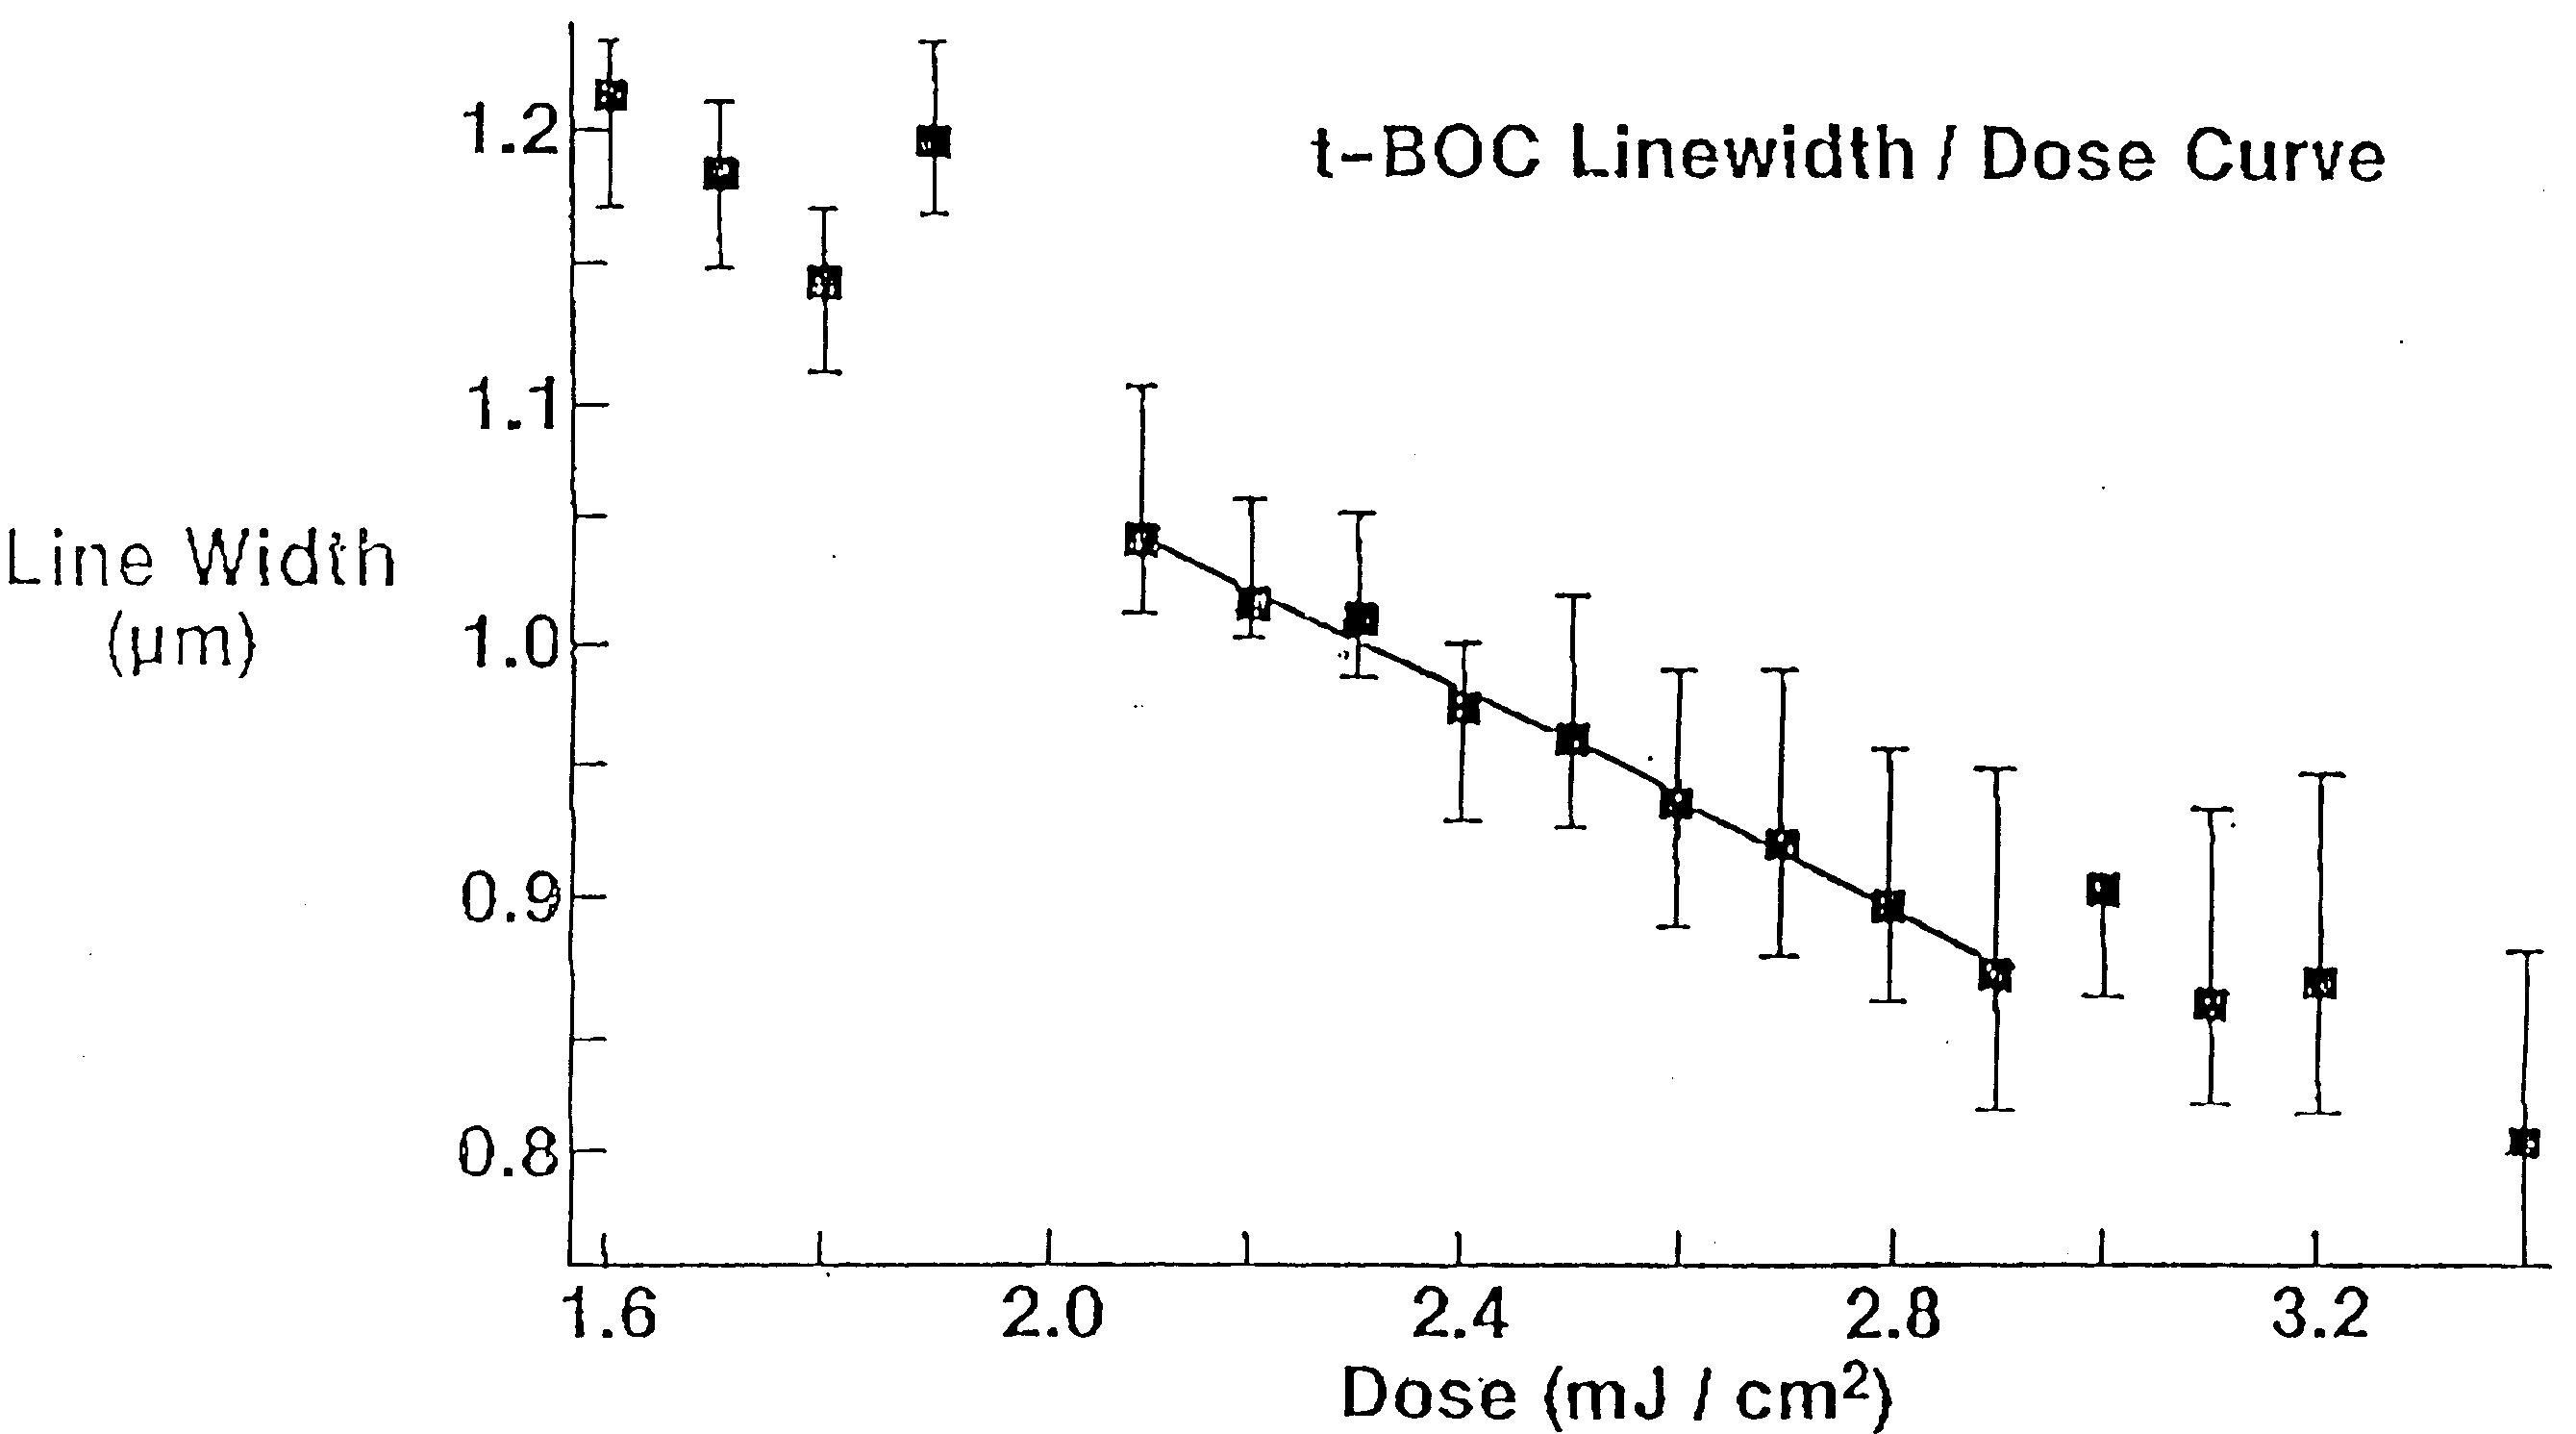 t-BOC Linewidth / Dose Curve
1.2
1.1
1.0
0.9
0.8
Line Width
(μm)
1.6 2.0 2.4 2.8 3.2
Dose (mJ / cm²)